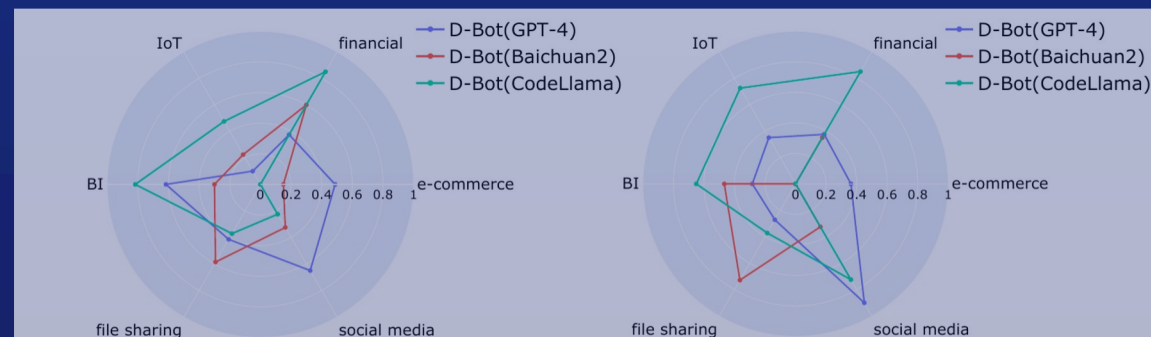 D-Bot(GPT-4)
D-Bot(Baichuan2)
D-Bot(CodeLlama)
IoT
financial
BI
0 0.2 0.4 0.6 0.8 1
e-commerce
file sharing
social media
D-Bot(GPT-4)
D-Bot(Baichuan2)
D-Bot(CodeLlama)
IoT
financial
BI
0 0.2 0.4 0.6 0.8 1
e-commerce
file sharing
social media